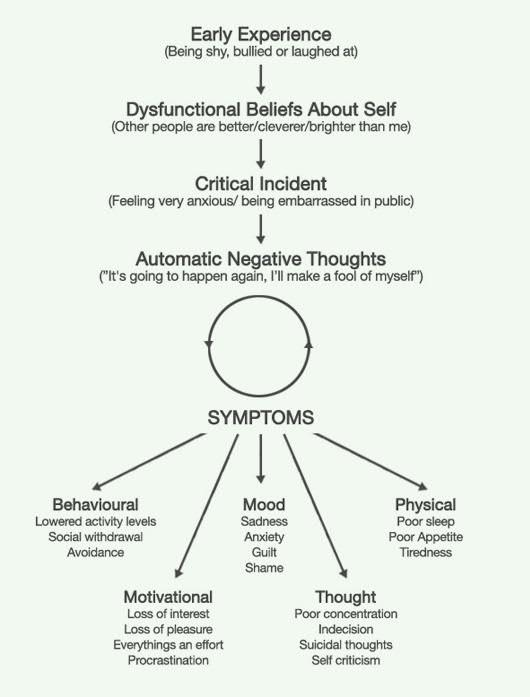 Early Experience
(Being shy, bullied or laughed at)
Dysfunctional Beliefs About Self
(Other people are better/cleverer/brighter than me)
Critical Incident
(Feeling very anxious/ being embarrassed in public)
Automatic Negative Thoughts
("It's going to happen again, I'll make a fool of myself")
SYMPTOMS
Behavioural
Lowered activity levels
Social withdrawal
Avoidance
Mood
Sadness
Anxiety
Guilt
Shame
Physical
Poor sleep
Poor Appetite
Tiredness
Motivational
Loss of interest
Loss of pleasure
Everythings an effort
Procrastination
Thought
Poor concentration
Indecision
Suicidal thoughts
Self criticism